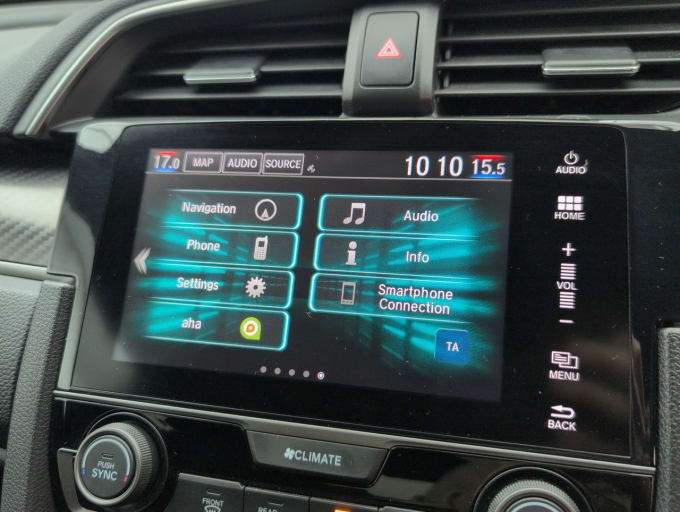 17.0 MAP AUDIO SOURCE 10 10 15.5
Navigation
Phone
Settings
aha
Audio
Info
Smartphone
Connection
TA
AUDIO
HOME
+
VOL
−
MENU
BACK
PUSH
SYNC
CLIMATE
FRONT
REAR